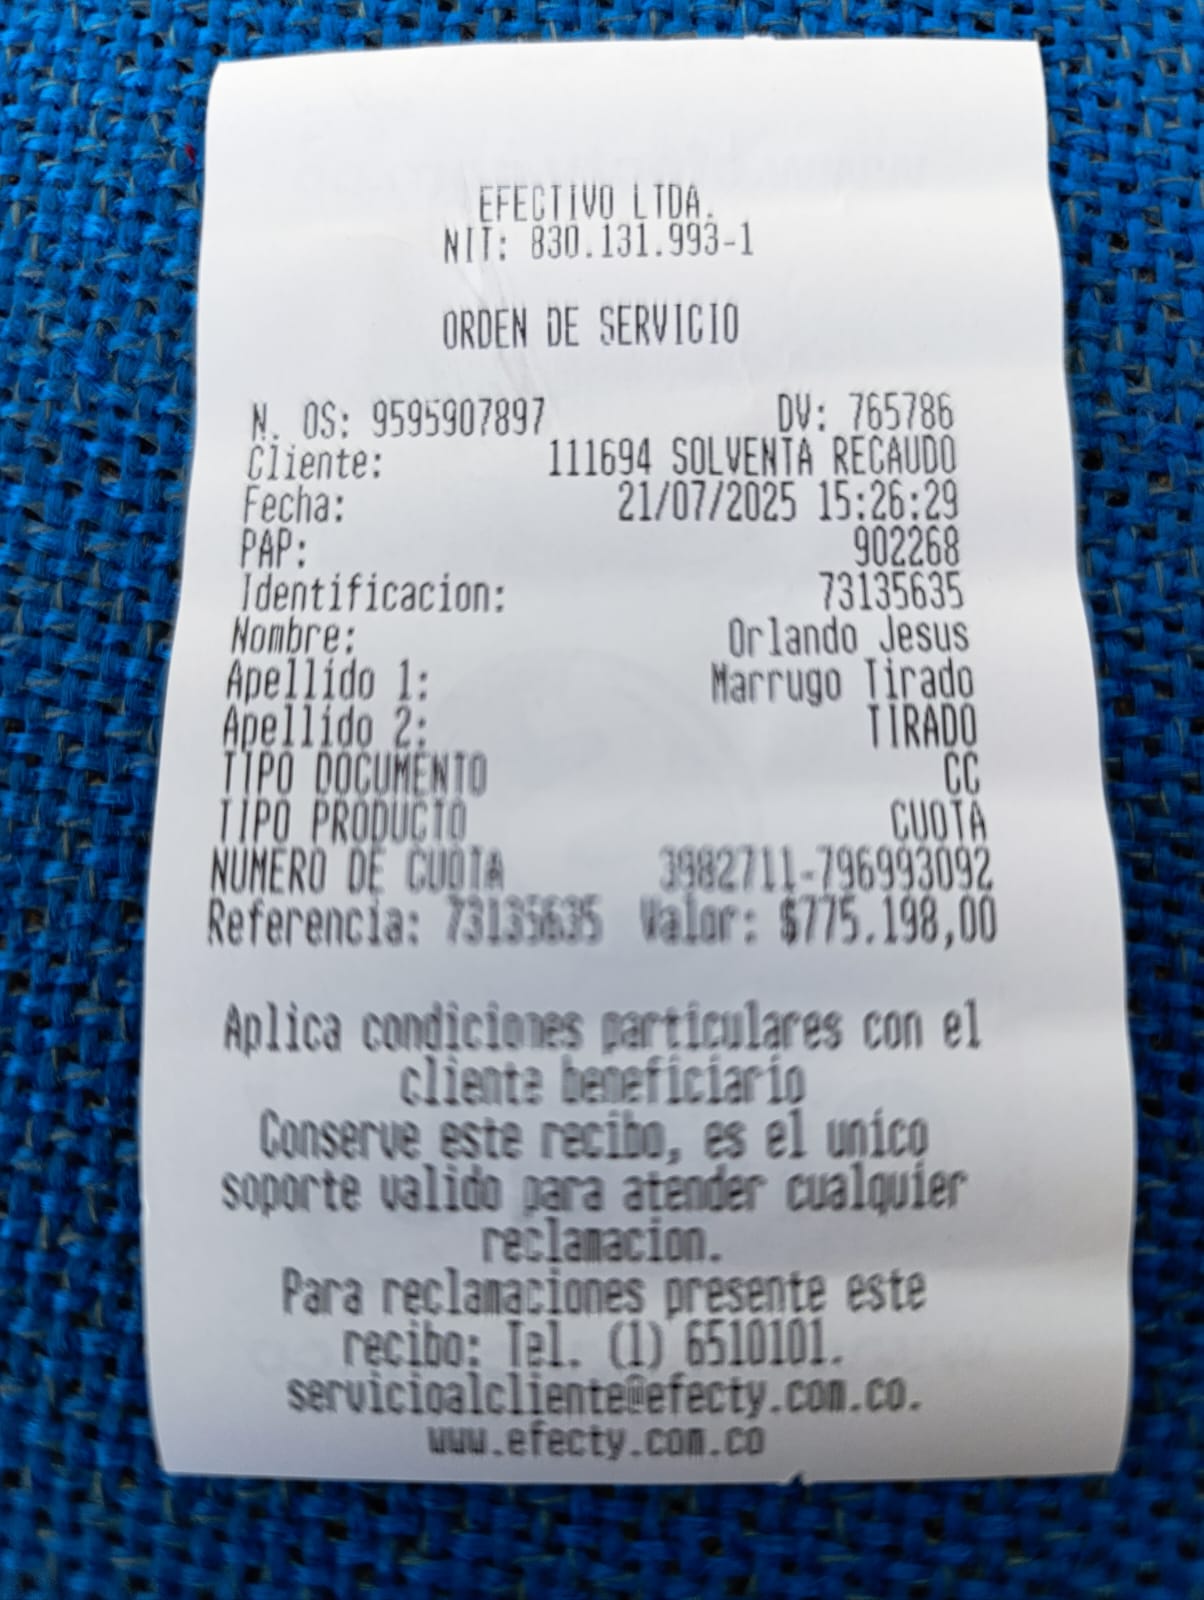 EFECTIVO LTDA.
NIT: 830.131.993-1
ORDEN DE SERVICIO
N. OS: 9595907897 DV: 765786
Cliente: 111694 SOLVENTA RECAUDO
Fecha: 21/07/2025 15:26:29
PAP: 902268
Identificacion: 73135635
Nombre: Orlando Jesus
Apellido 1: Marrugo Tirado
Apellido 2: TIRADO
TIPO DOCUMENTO CC
TIPO PRODUCTO CUOTA
NUMERO DE CUOTA 3982711-796993092
Referencia: 73135635 Valor: $775.198,00
Aplica condiciones particulares con el
cliente beneficiario
Conserve este recibo, es el unico
soporte valido para atender cualquier
reclamacion.
Para reclamaciones presente este
recibo: Tel. (1) 6510101.
servicioalcliente@efecty.com.co.
www.efecty.com.co